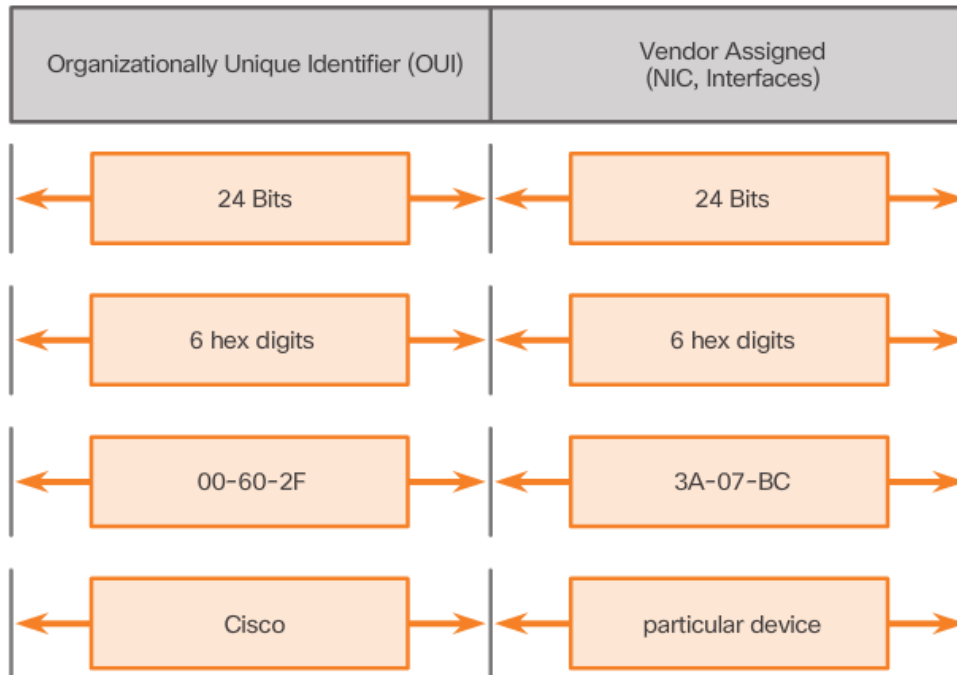 Organizationally Unique Identifier (OUI)
Vendor Assigned
(NIC, Interfaces)
24 Bits
24 Bits
6 hex digits
6 hex digits
00-60-2F
3A-07-BC
Cisco
particular device